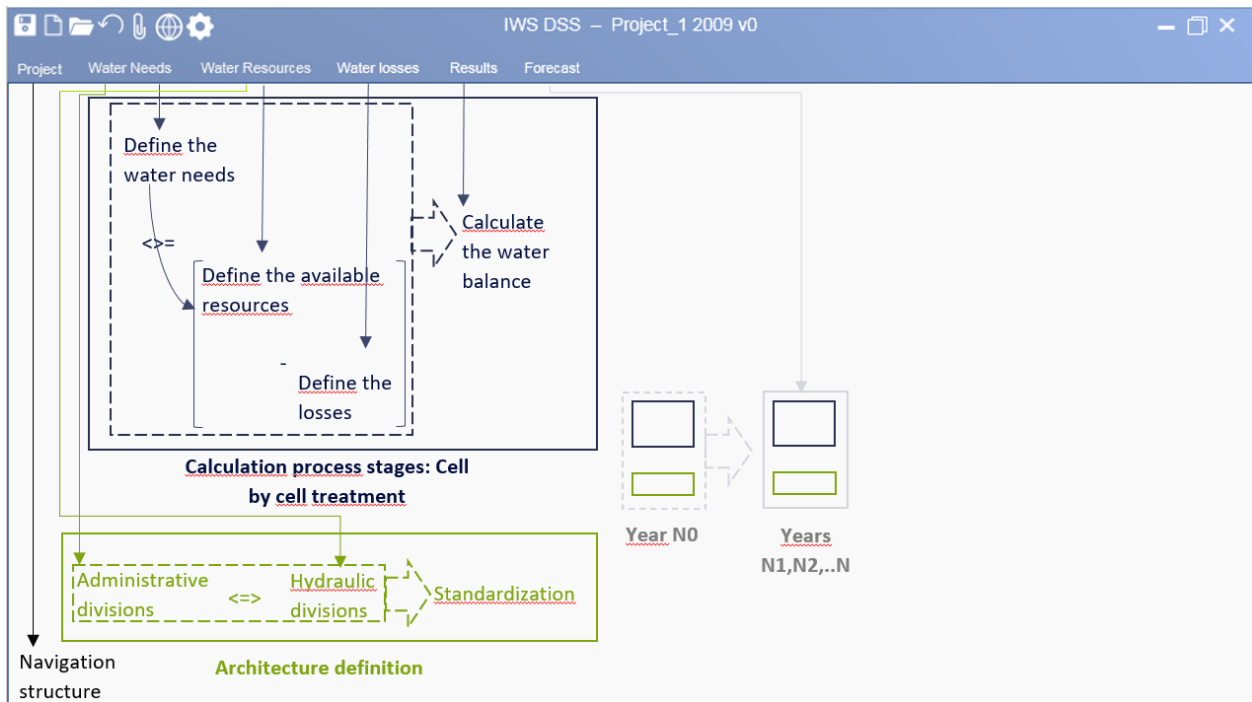 IWS DSS – Project_1 2009 v0
Project Water Needs Water Resources Water losses Results Forecast
Define the
water needs
<>=
Define the available
resources
-
Define the
losses
Calculate
the water
balance
Calculation process stages: Cell
by cell treatment
Year N0
Years
N1,N2,..N
Administrative
divisions
<=>
Hydraulic
divisions
Standardization
Architecture definition
Navigation
structure